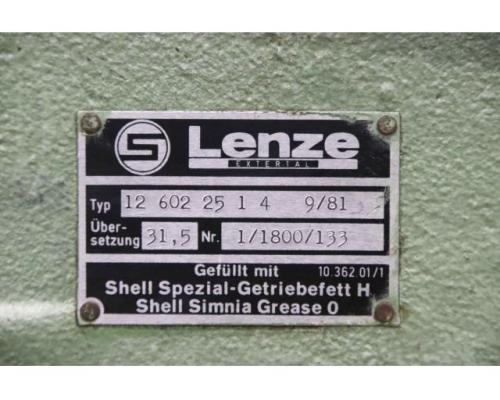 Lenze
EXTERTAL
Typ 12 602 25 1 4 9/81
Über-
setzung 31,5 Nr. 1/1800/133
Gefüllt mit 10.362.01/1
Shell Spezial-Getriebefett H
Shell Simnia Grease 0